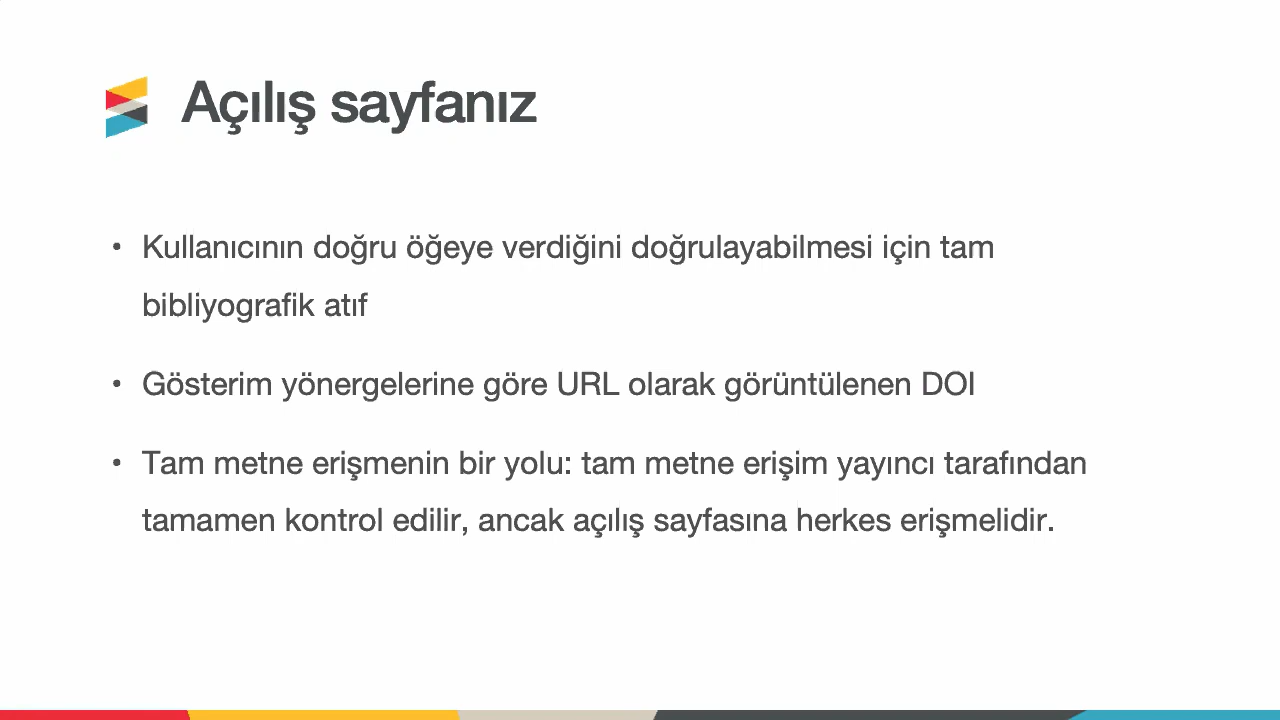 Açılış sayfanız
• Kullanıcının doğru öğeye verdiğini doğrulayabilmesi için tam
bibliyografik atıf
• Gösterim yönergelerine göre URL olarak görüntülenen DOI
• Tam metne erişmenin bir yolu: tam metne erişim yayıncı tarafından
tamamen kontrol edilir, ancak açılış sayfasına herkes erişmelidir.